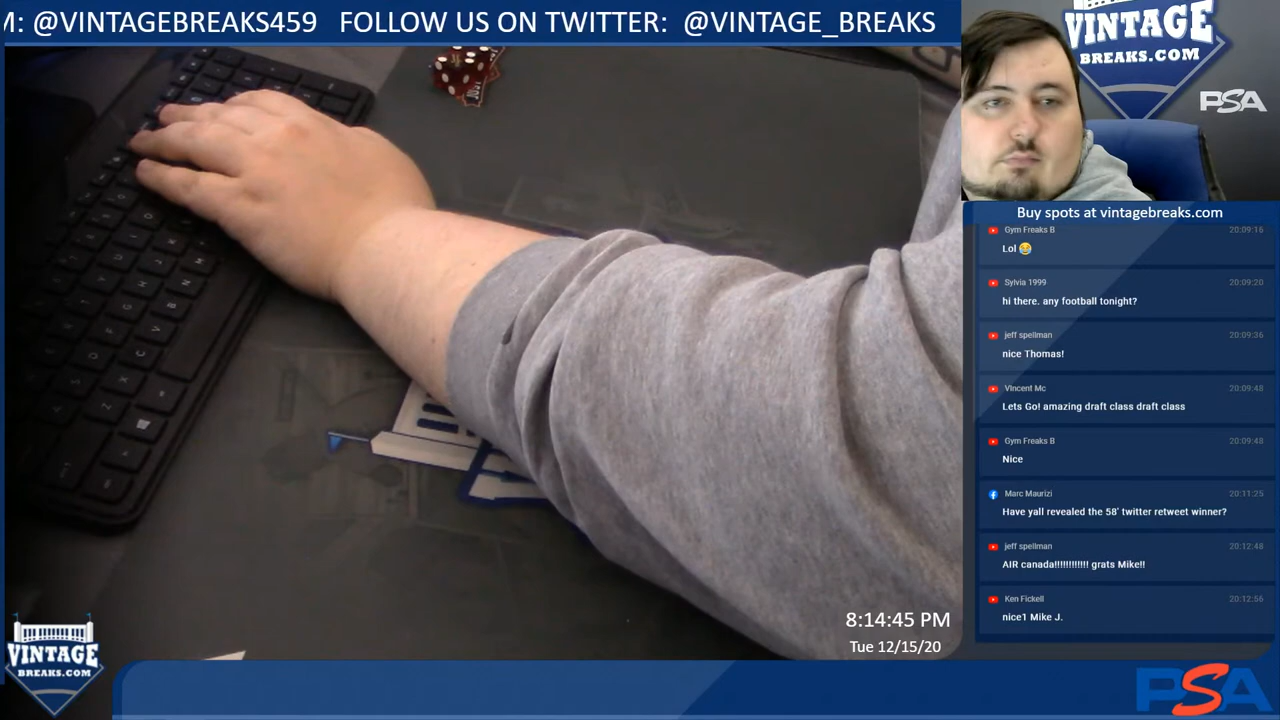 M: @VINTAGEBREAKS459 FOLLOW US ON TWITTER: @VINTAGE_BREAKS
VINTAGE
BREAKS.COM
PSA
Buy spots at vintagebreaks.com
Gym Freaks B 20:09:16
Lol 😂
Sylvia 1999 20:09:20
hi there. any football tonight?
jeff spellman 20:09:36
nice Thomas!
Vincent Mc 20:09:48
Lets Go! amazing draft class draft class
Gym Freaks B 20:09:48
Nice
Marc Maurizi 20:11:25
Have yall revealed the 58' twitter retweet winner?
jeff spellman 20:12:48
AIR canada!!!!!!!!!!!! grats Mike!!
Ken Fickell 20:12:56
nice1 Mike J.
8:14:45 PM
Tue 12/15/20
VINTAGE
BREAKS.COM
PSA